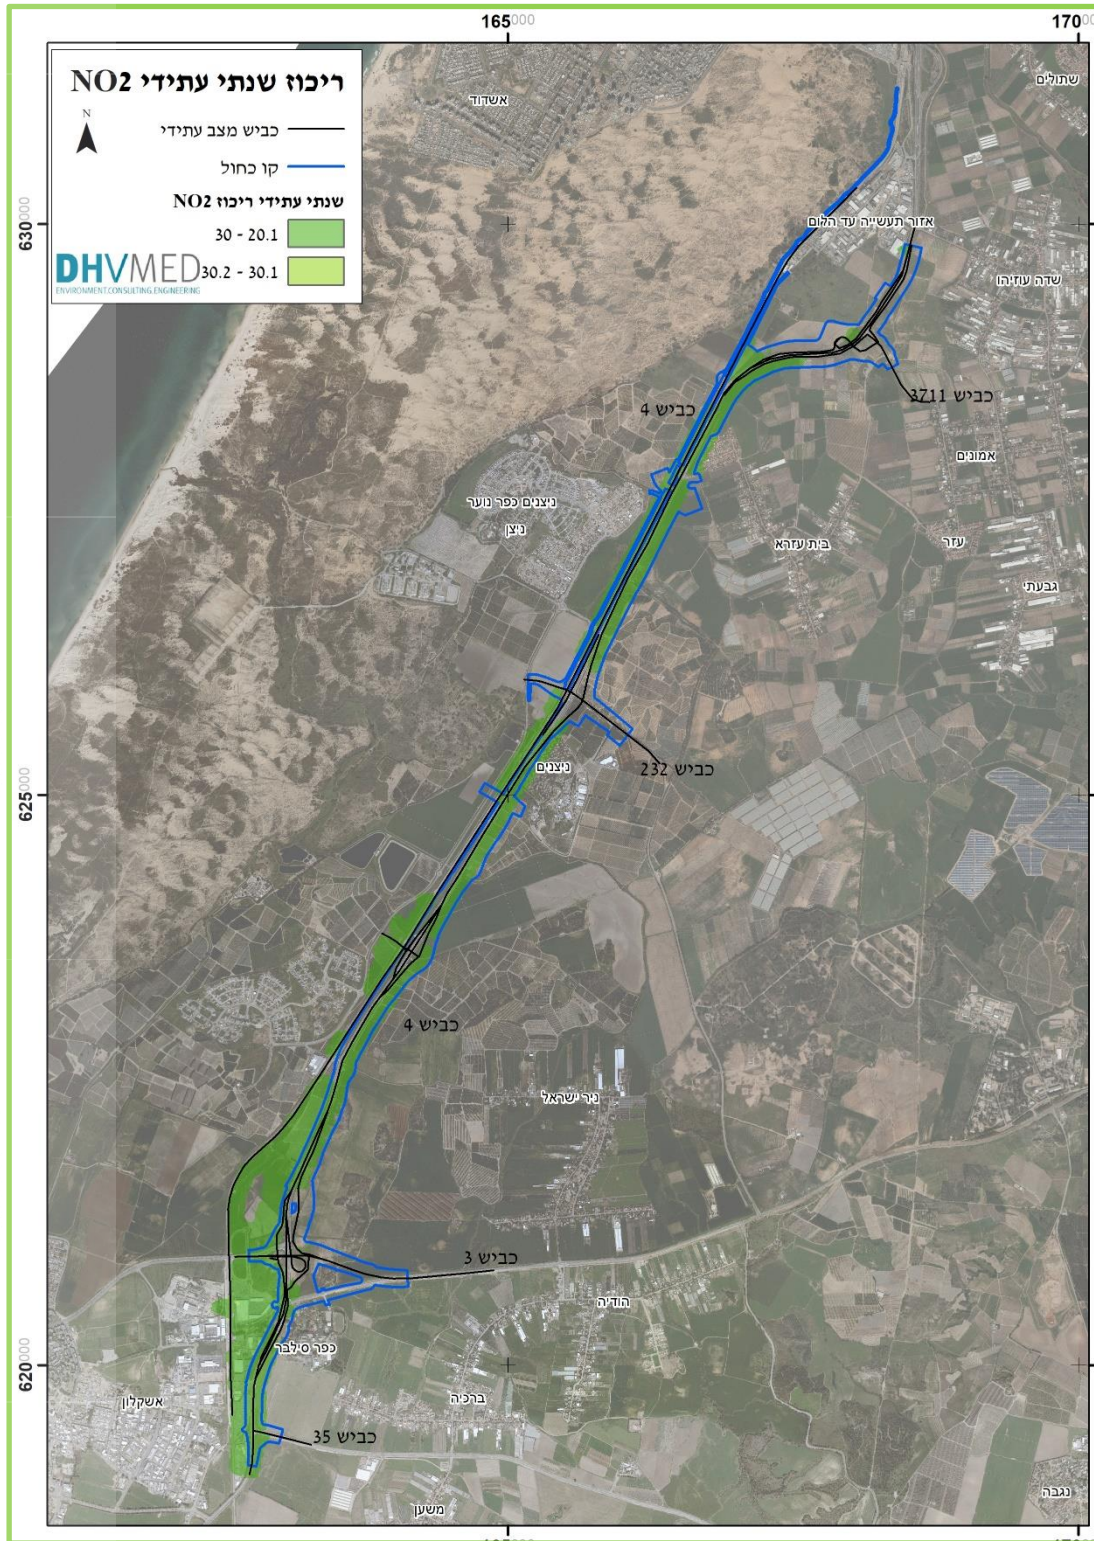 165000
170000
ריכוז שנתי עתידי NO2
N
כביש מצב עתידי
קו כחול
שנתי עתידי ריכוז NO2
30 - 20.1
30.2 - 30.1
DHVMED
ENVIRONMENT.CONSULTING.ENGINEERING
שתולים
אשדוד
630000
אזור תעשייה עד הלום
שדה עוזיהו
כביש 3711
כביש 4
אמונים
ניצנים כפר נוער
ניצן
בית עזרא
עזר
גבעתי
ניצנים
כביש 232
625000
כביש 4
ניר ישראל
כביש 3
הודיה
כפר סילבר
620000
אשקלון
ברכיה
כביש 35
משען
נגבה